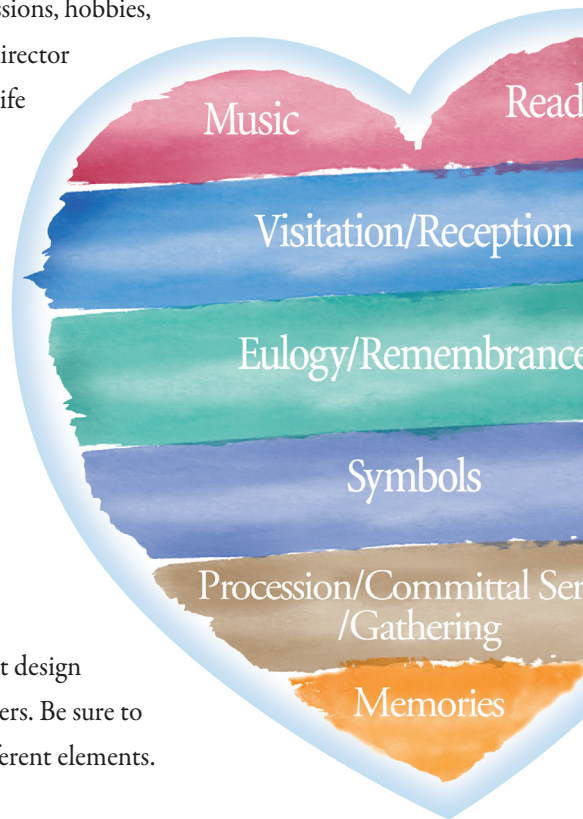 ssions, hobbies,
irector
ife
Music
Read
Visitation/Reception
Eulogy/Remembrance
Symbols
Procession/Committal Ser
/Gathering
Memories
t design
ers. Be sure to
ferent elements.